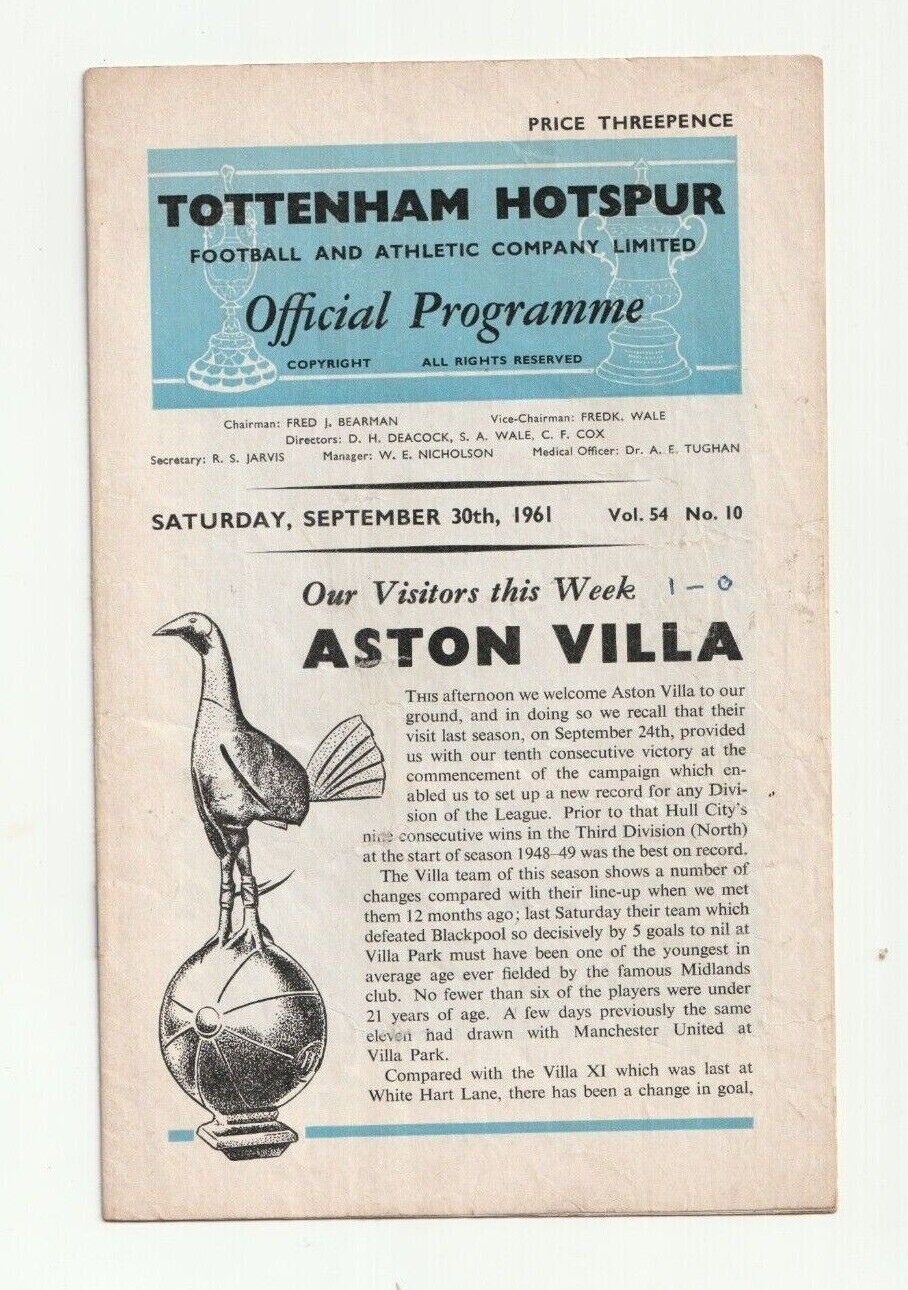 PRICE THREEPENCE
TOTTENHAM HOTSPUR
FOOTBALL AND ATHLETIC COMPANY LIMITED
Official Programme
COPYRIGHT ALL RIGHTS RESERVED
Chairman: FRED J. BEARMAN Vice-Chairman: FREDK. WALE
Directors: D. H. DEACOCK, S. A. WALE, C. F. COX
Secretary: R. S. JARVIS Manager: W. E. NICHOLSON Medical Officer: Dr. A. E. TUGHAN
SATURDAY, SEPTEMBER 30th, 1961 Vol. 54 No. 10
Our Visitors this Week 1 – 0
ASTON VILLA
THIS afternoon we welcome Aston Villa to our
ground, and in doing so we recall that their
visit last season, on September 24th, provided
us with our tenth consecutive victory at the
commencement of the campaign which en-
abled us to set up a new record for any Divi-
sion of the League. Prior to that Hull City's
nine consecutive wins in the Third Division (North)
at the start of season 1948–49 was the best on record.
The Villa team of this season shows a number of
changes compared with their line-up when we met
them 12 months ago; last Saturday their team which
defeated Blackpool so decisively by 5 goals to nil at
Villa Park must have been one of the youngest in
average age ever fielded by the famous Midlands
club. No fewer than six of the players were under
21 years of age. A few days previously the same
eleven had drawn with Manchester United at
Villa Park.
Compared with the Villa XI which was last at
White Hart Lane, there has been a change in goal,